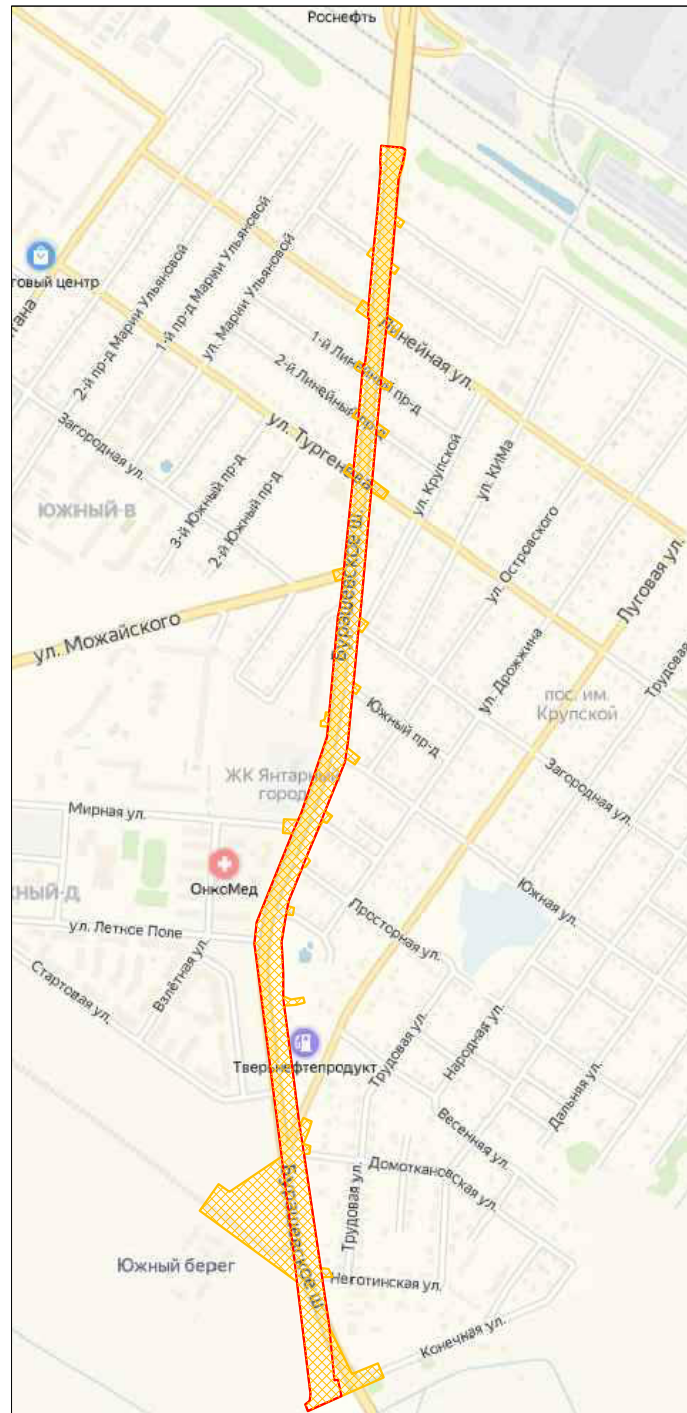 Роснефть
говый центр
2-й пр-д Марии Ульяновой
1-й пр-д Марии Ульяновой
ул. Марии Ульяновой
Линейная ул.
1-й Линейный пр-д
2-й Линейный пр-д
ул. Тургенева
Загородная ул.
ул. Крупской
ул. КИМа
ЮЖНЫЙ-В
3-й Южный пр-д
2-й Южный пр-д
Бурашевское ш.
ул. Островского
Луговая ул.
ул. Можайского
ул. Дрожжина
Трудовая
пос. им.
Крупской
Южный пр-д
ЖК Янтарный
город
Загородная ул.
Мирная ул.
ОнкоМед
ЖНЫЙ-Д
Южная ул.
Просторная ул.
ул. Летное Поле
Взлётная ул.
Стартовая ул.
Тверьнефтепродукт
Трудовая ул.
Народная ул.
Дальняя ул.
Весенняя ул.
Домоткановская ул.
Трудовая ул.
Бурашевское ш.
Южный берег
Неготинская ул.
Конечная ул.